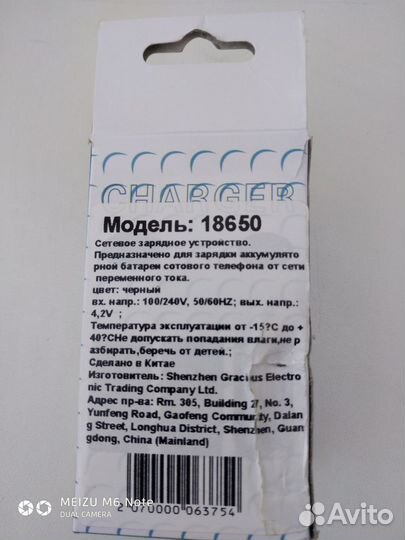 CHARGER
Модель: 18650
Сетевое зарядное устройство.
Предназначено для зарядки аккумулято
рной батареи сотового телефона от сети
переменного тока.
цвет: черный
вх. напр.: 100/240V, 50/60HZ; вых. напр.:
4,2V ;
Температура эксплуатации от -15?С до +
40?СНе допускать попадания влаги,не р
азбирать,беречь от детей.;
Сделано в Китае
Изготовитель: Shenzhen Gracious Electro
nic Trading Company Ltd.
Адрес пр-ва: Rm. 305, Building 27, No. 3,
Yunfeng Road, Gaofeng Community, Dalan
g Street, Longhua District, Shenzhen, Guan
gdong, China (Mainland)
2 070000 063754
MEIZU M6 Note
DUAL CAMERA
Avito